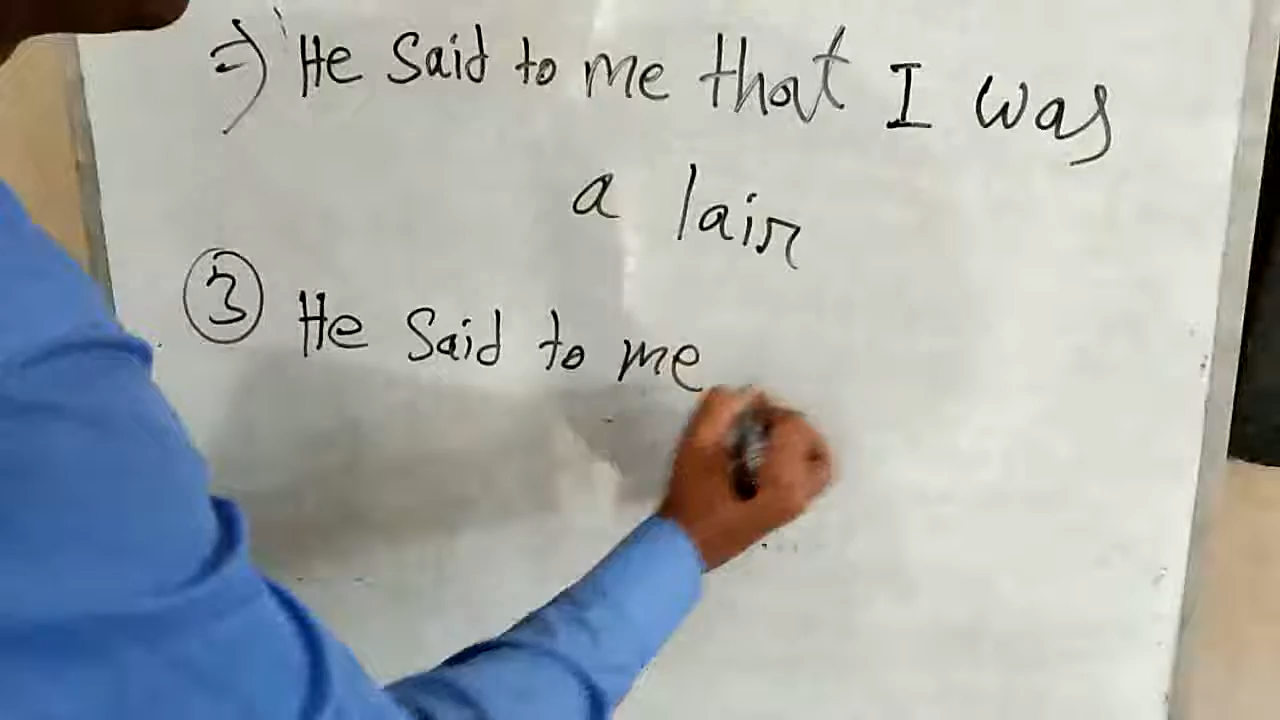 ⇒ He said to me that I was
a lair
③ He said to me